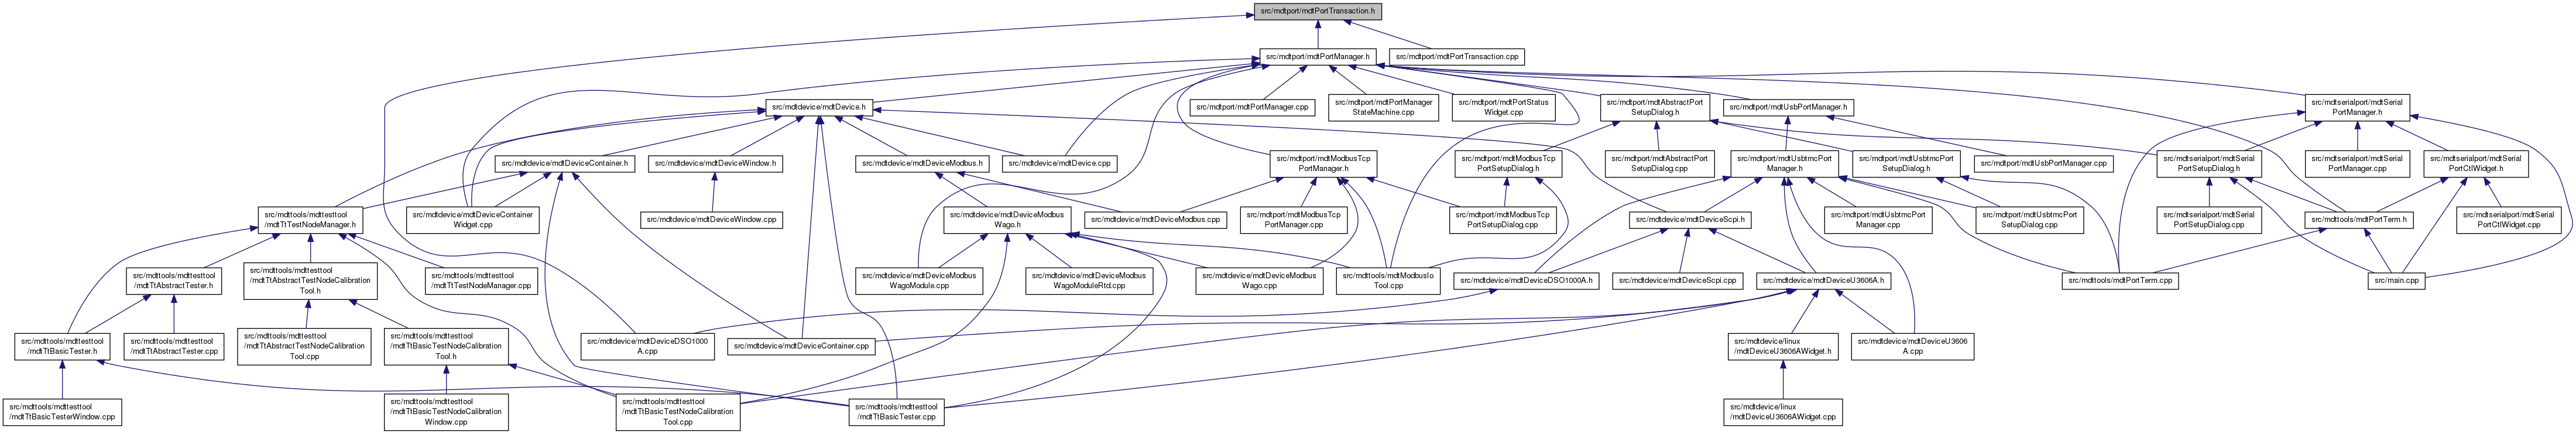 src/mdtport/mdtPortTransaction.h
src/mdtport/mdtPortManager.h
src/mdtport/mdtPortTransaction.cpp
src/mdtdevice/mdtDevice.h
src/mdtport/mdtPortManager.cpp
src/mdtport/mdtPortManager
StateMachine.cpp
src/mdtport/mdtPortStatus
Widget.cpp
src/mdtport/mdtAbstractPort
SetupDialog.h
src/mdtport/mdtUsbPortManager.h
src/mdtserialport/mdtSerial
PortManager.h
src/mdtdevice/mdtDeviceContainer.h
src/mdtdevice/mdtDeviceWindow.h
src/mdtdevice/mdtDeviceModbus.h
src/mdtdevice/mdtDevice.cpp
src/mdtport/mdtModbusTcp
PortManager.h
src/mdtport/mdtModbusTcp
PortSetupDialog.h
src/mdtport/mdtAbstractPort
SetupDialog.cpp
src/mdtport/mdtUsbtmcPort
Manager.h
src/mdtport/mdtUsbtmcPort
SetupDialog.h
src/mdtport/mdtUsbPortManager.cpp
src/mdtserialport/mdtSerial
PortSetupDialog.h
src/mdtserialport/mdtSerial
PortManager.cpp
src/mdtserialport/mdtSerial
PortCtlWidget.h
src/mdttools/mdttesttool
/mdtTtTestNodeManager.h
src/mdtdevice/mdtDeviceContainer
Widget.cpp
src/mdtdevice/mdtDeviceWindow.cpp
src/mdtdevice/mdtDeviceModbus
Wago.h
src/mdtdevice/mdtDeviceModbus.cpp
src/mdtport/mdtModbusTcp
PortManager.cpp
src/mdtport/mdtModbusTcp
PortSetupDialog.cpp
src/mdtdevice/mdtDeviceScpi.h
src/mdtport/mdtUsbtmcPort
Manager.cpp
src/mdtport/mdtUsbtmcPort
SetupDialog.cpp
src/mdtserialport/mdtSerial
PortSetupDialog.cpp
src/mdttools/mdtPortTerm.h
src/mdtserialport/mdtSerial
PortCtlWidget.cpp
src/mdttools/mdttesttool
/mdtTtAbstractTester.h
src/mdttools/mdttesttool
/mdtTtAbstractTestNodeCalibration
Tool.h
src/mdttools/mdttesttool
/mdtTtTestNodeManager.cpp
src/mdtdevice/mdtDeviceModbus
WagoModule.cpp
src/mdtdevice/mdtDeviceModbus
WagoModuleRtd.cpp
src/mdtdevice/mdtDeviceModbus
Wago.cpp
src/mdttools/mdtModbusIo
Tool.cpp
src/mdtdevice/mdtDeviceDSO1000A.h
src/mdtdevice/mdtDeviceScpi.cpp
src/mdtdevice/mdtDeviceU3606A.h
src/mdttools/mdtPortTerm.cpp
src/main.cpp
src/mdttools/mdttesttool
/mdtTtBasicTester.h
src/mdttools/mdttesttool
/mdtTtAbstractTester.cpp
src/mdttools/mdttesttool
/mdtTtAbstractTestNodeCalibration
Tool.cpp
src/mdttools/mdttesttool
/mdtTtBasicTestNodeCalibration
Tool.h
src/mdtdevice/mdtDeviceDSO1000
A.cpp
src/mdtdevice/mdtDeviceContainer.cpp
src/mdtdevice/linux
/mdtDeviceU3606AWidget.h
src/mdtdevice/mdtDeviceU3606
A.cpp
src/mdttools/mdttesttool
/mdtTtBasicTesterWindow.cpp
src/mdttools/mdttesttool
/mdtTtBasicTestNodeCalibration
Window.cpp
src/mdttools/mdttesttool
/mdtTtBasicTestNodeCalibration
Tool.cpp
src/mdttools/mdttesttool
/mdtTtBasicTester.cpp
src/mdtdevice/linux
/mdtDeviceU3606AWidget.cpp